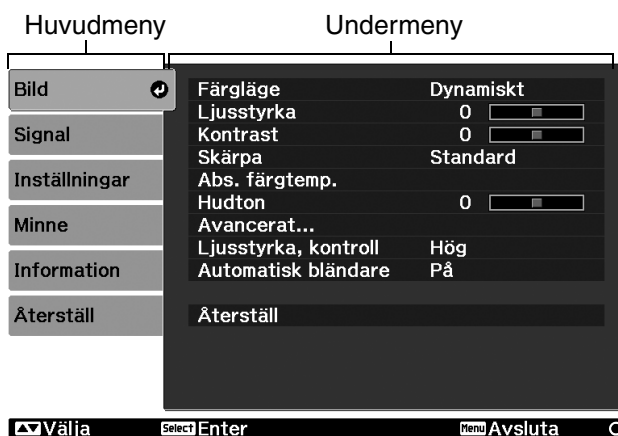 Huvudmeny Undermeny
Bild
Signal
Inställningar
Minne
Information
Återställ
Färgläge Dynamiskt
Ljusstyrka 0
Kontrast 0
Skärpa Standard
Abs. färgtemp.
Hudton 0
Avancerat...
Ljusstyrka, kontroll Hög
Automatisk bländare På
Återställ
Välja Select Enter Menu Avsluta